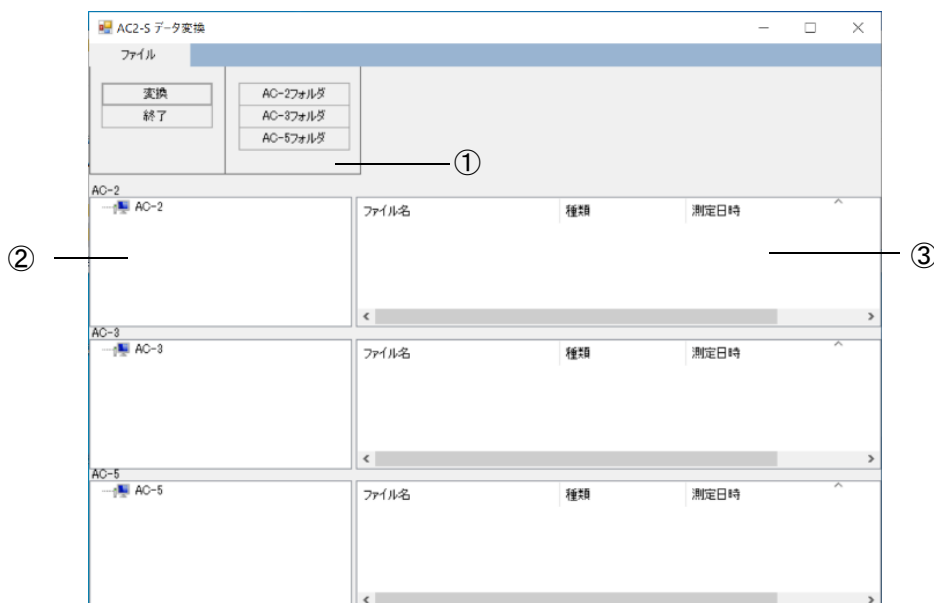 AC2-S データ変換
ファイル
変換
終了
AC-2フォルダ
AC-3フォルダ
AC-5フォルダ
①
AC-2
AC-2
ファイル名 種類 測定日時
②
③
AC-3
AC-3
ファイル名 種類 測定日時
AC-5
AC-5
ファイル名 種類 測定日時